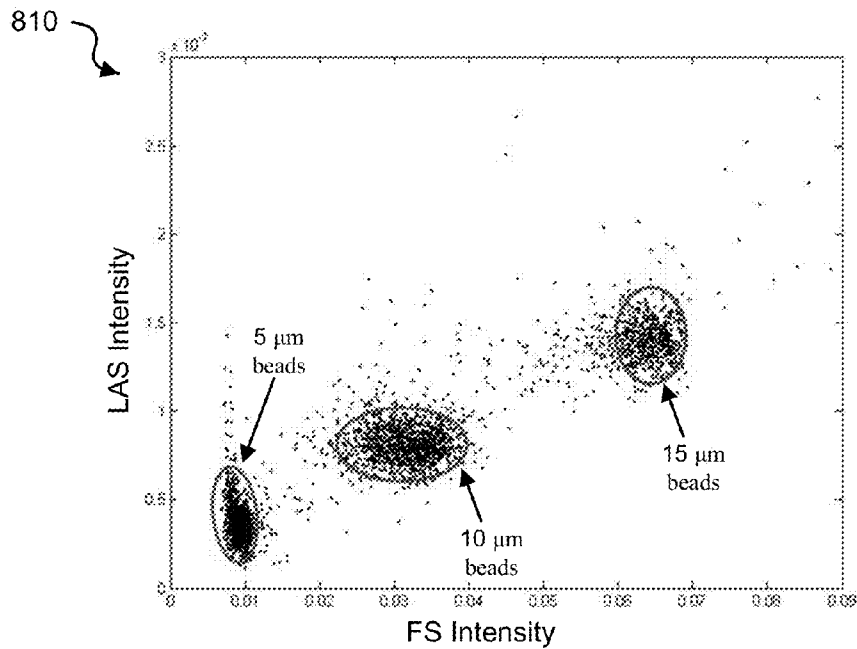 810
x 10⁻³
3
2.5
2
1.5
1
0.5
0
LAS Intensity
5 μm
beads
10 μm
beads
15 μm
beads
0 0.01 0.02 0.03 0.04 0.05 0.06 0.07 0.08 0.09
FS Intensity